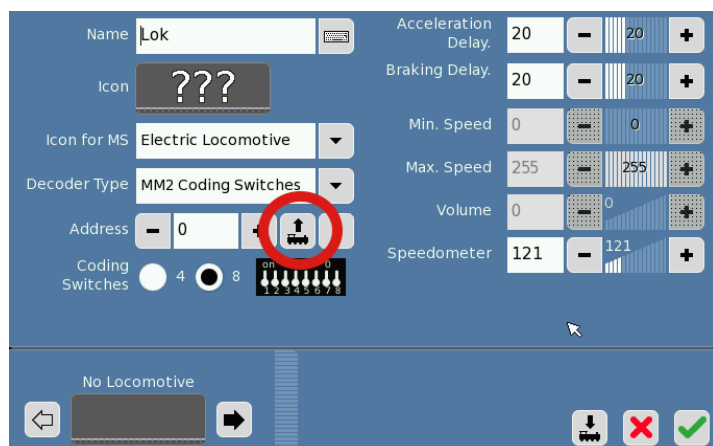 Name
Lok
Icon
???
Icon for MS
Electric Locomotive
Decoder Type
MM2 Coding Switches
Address
0
Coding
Switches
4
8
on 0
1 2 3 4 5 6 7 8
Acceleration
Delay.
20
20
Braking Delay.
20
20
Min. Speed
0
0
Max. Speed
255
255
Volume
0
0
Speedometer
121
121
No Locomotive